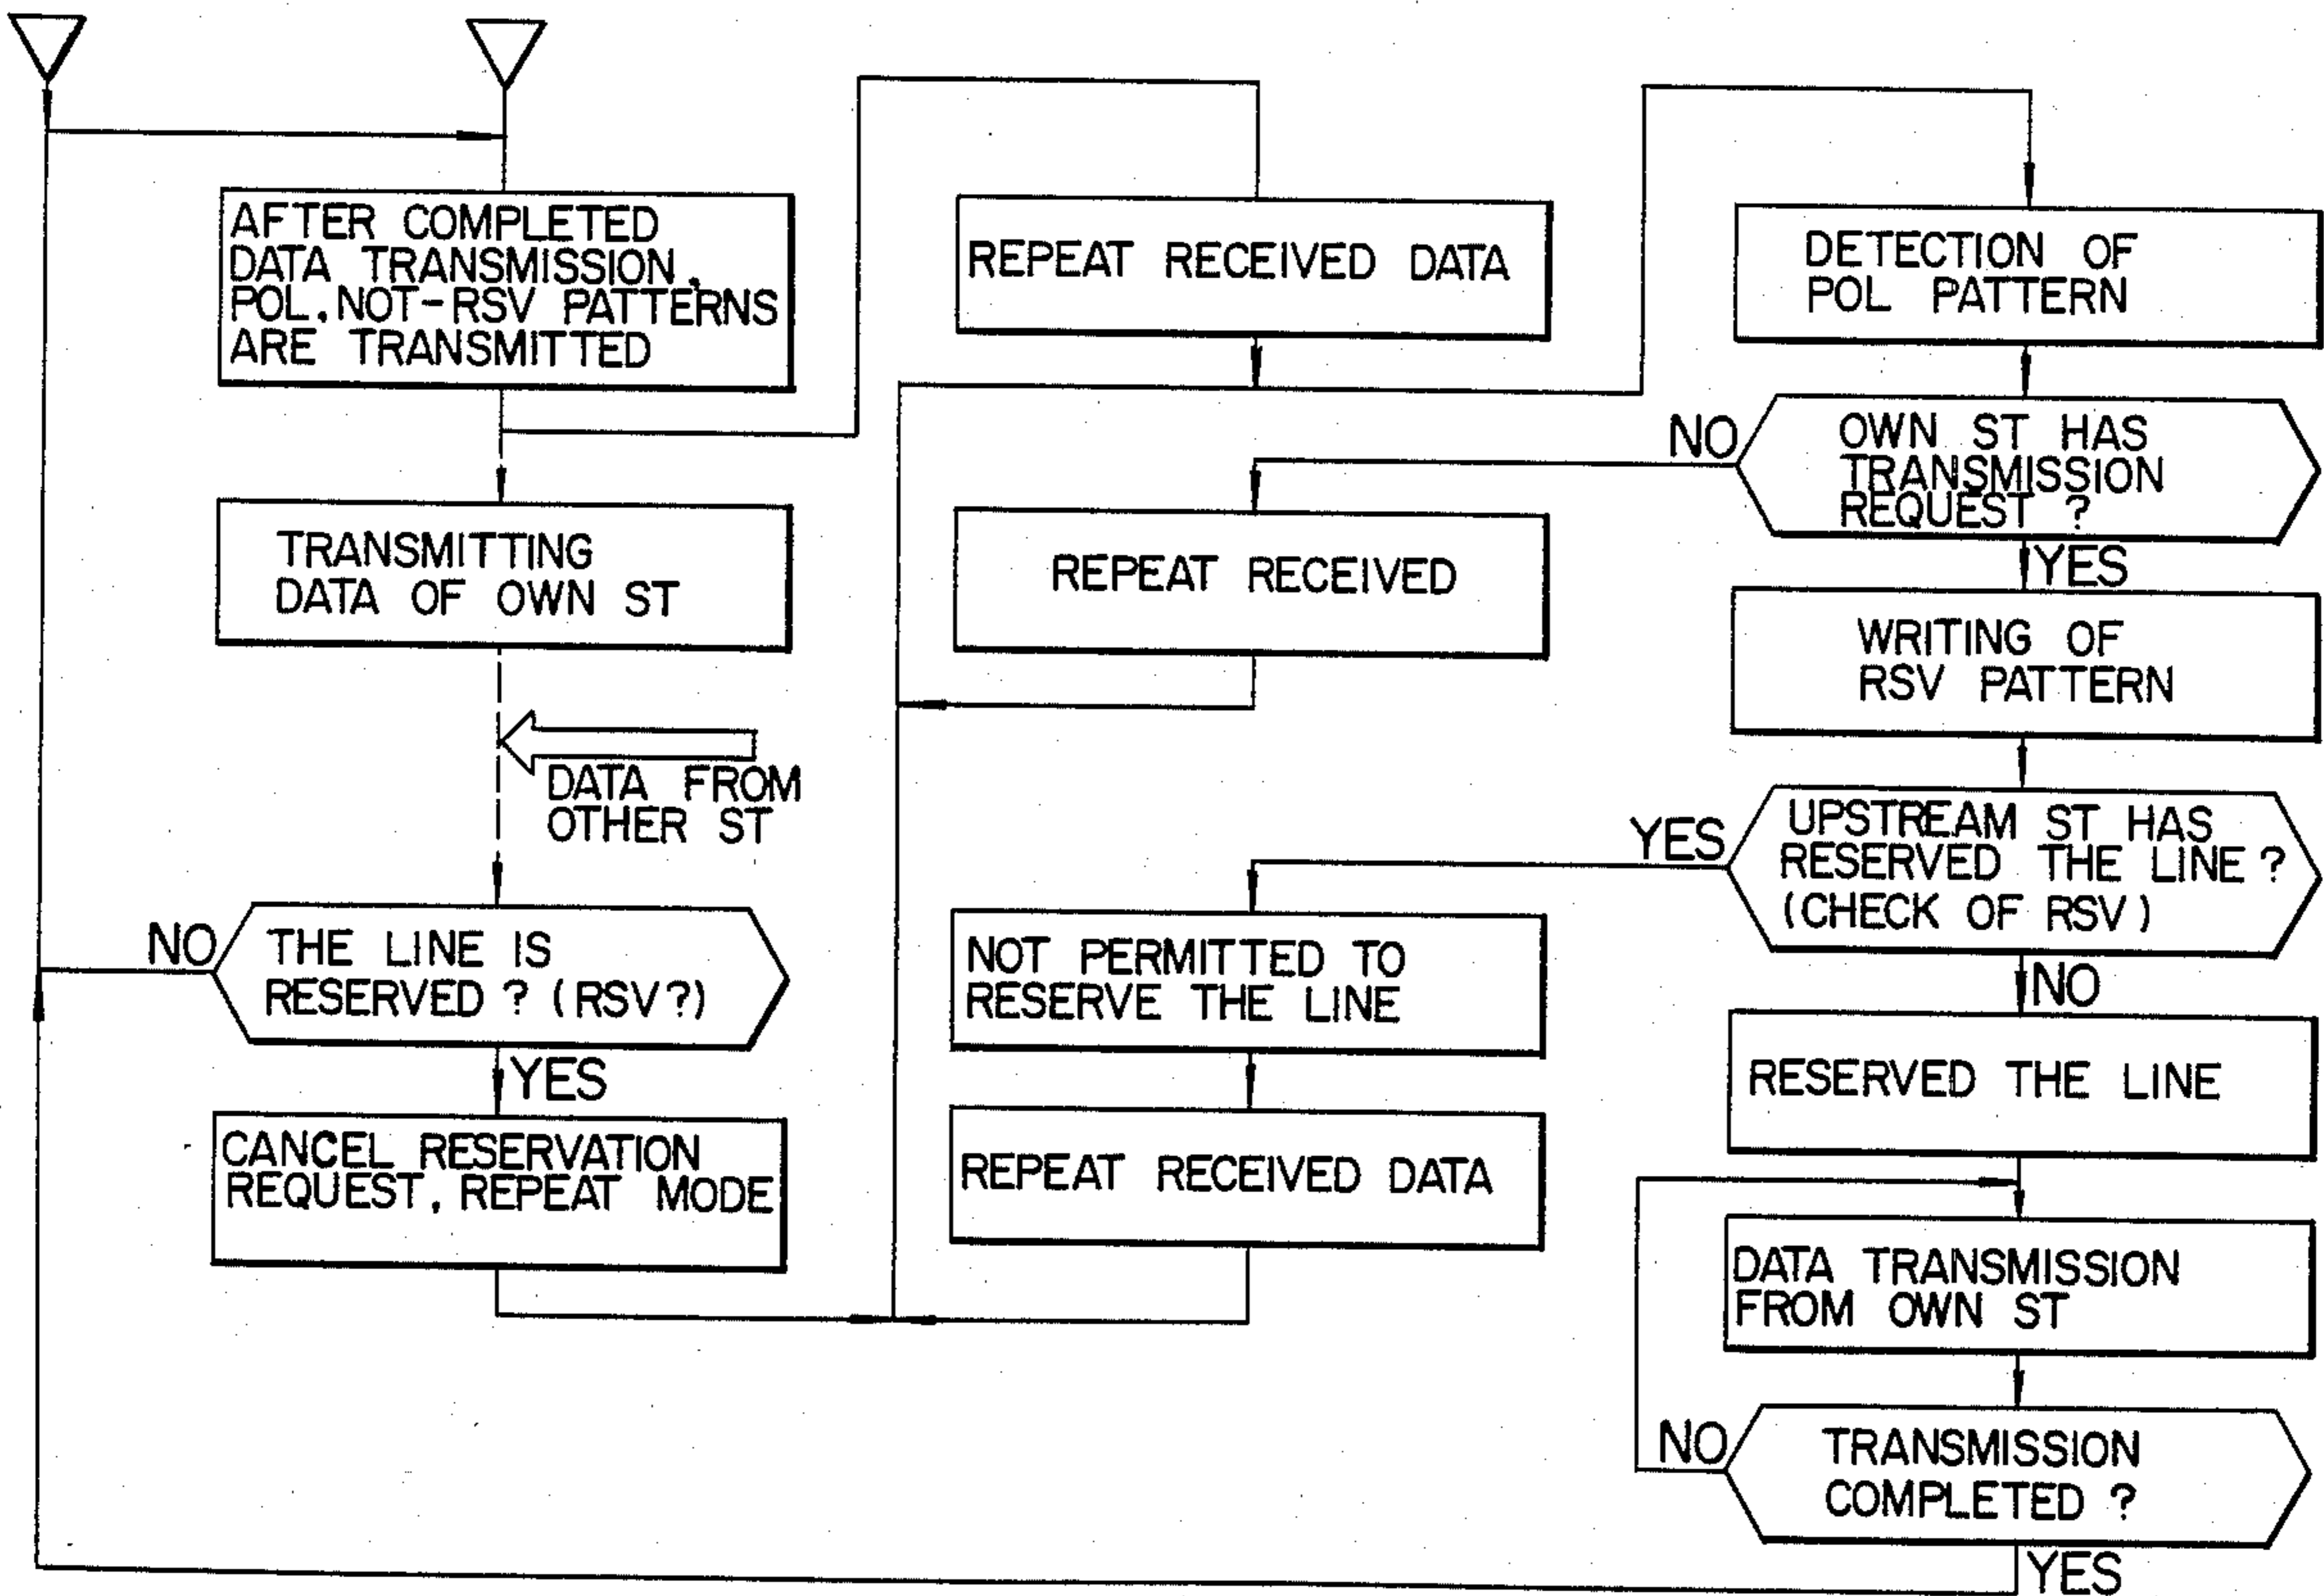 AFTER COMPLETED
DATA TRANSMISSION,
POL, NOT-RSV PATTERNS
ARE TRANSMITTED
TRANSMITTING
DATA OF OWN ST
DATA FROM
OTHER ST
NO
THE LINE IS
RESERVED ? (RSV?)
YES
CANCEL RESERVATION
REQUEST, REPEAT MODE
REPEAT RECEIVED DATA
REPEAT RECEIVED
NOT PERMITTED TO
RESERVE THE LINE
REPEAT RECEIVED DATA
DETECTION OF
POL PATTERN
NO
OWN ST HAS
TRANSMISSION
REQUEST ?
YES
WRITING OF
RSV PATTERN
YES
UPSTREAM ST HAS
RESERVED THE LINE ?
(CHECK OF RSV)
NO
RESERVED THE LINE
DATA TRANSMISSION
FROM OWN ST
NO
TRANSMISSION
COMPLETED ?
YES